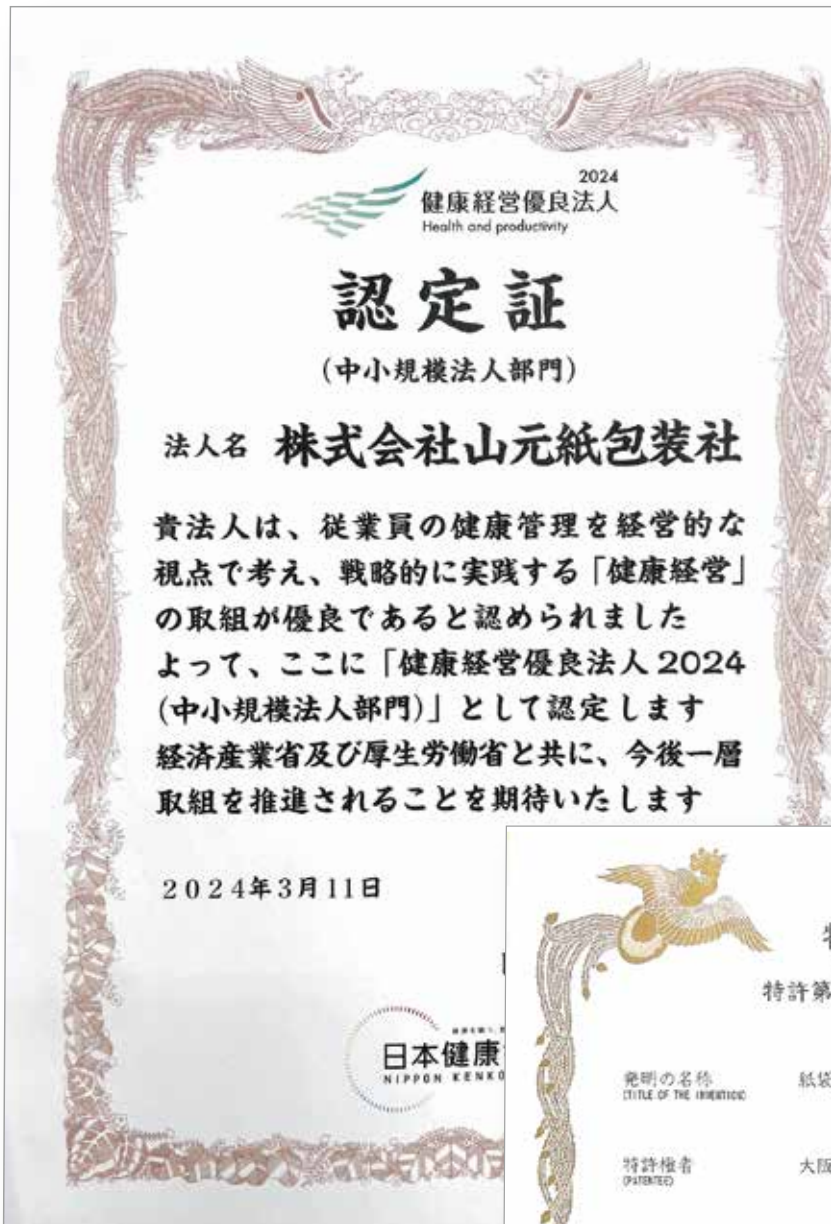 2024
健康経営優良法人
Health and productivity
認定証
(中小規模法人部門)
法人名 株式会社山元紙包装社
貴法人は、従業員の健康管理を経営的な
視点で考え、戦略的に実践する「健康経営」
の取組が優良であると認められました
よって、ここに「健康経営優良法人2024
(中小規模法人部門)」として認定します
経済産業省及び厚生労働省と共に、今後一層
取組を推進されることを期待いたします
2024年3月11日
日本健康
NIPPON KENKO
特許第
発明の名称
(TITLE OF THE INVENTION)
紙袋
特許権者
(PATENTEE)
大阪